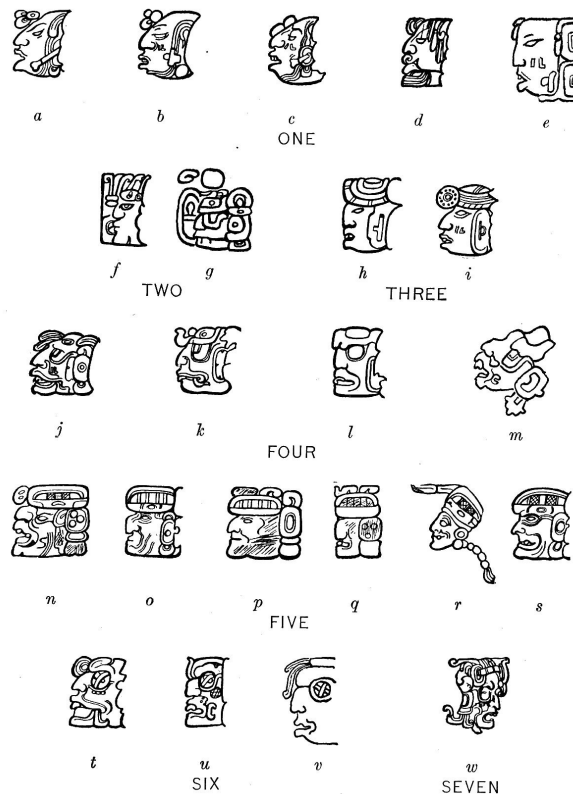 a b c d e
ONE
f g h i
TWO THREE
j k l m
FOUR
n o p q r s
FIVE
t u v w
SIX SEVEN